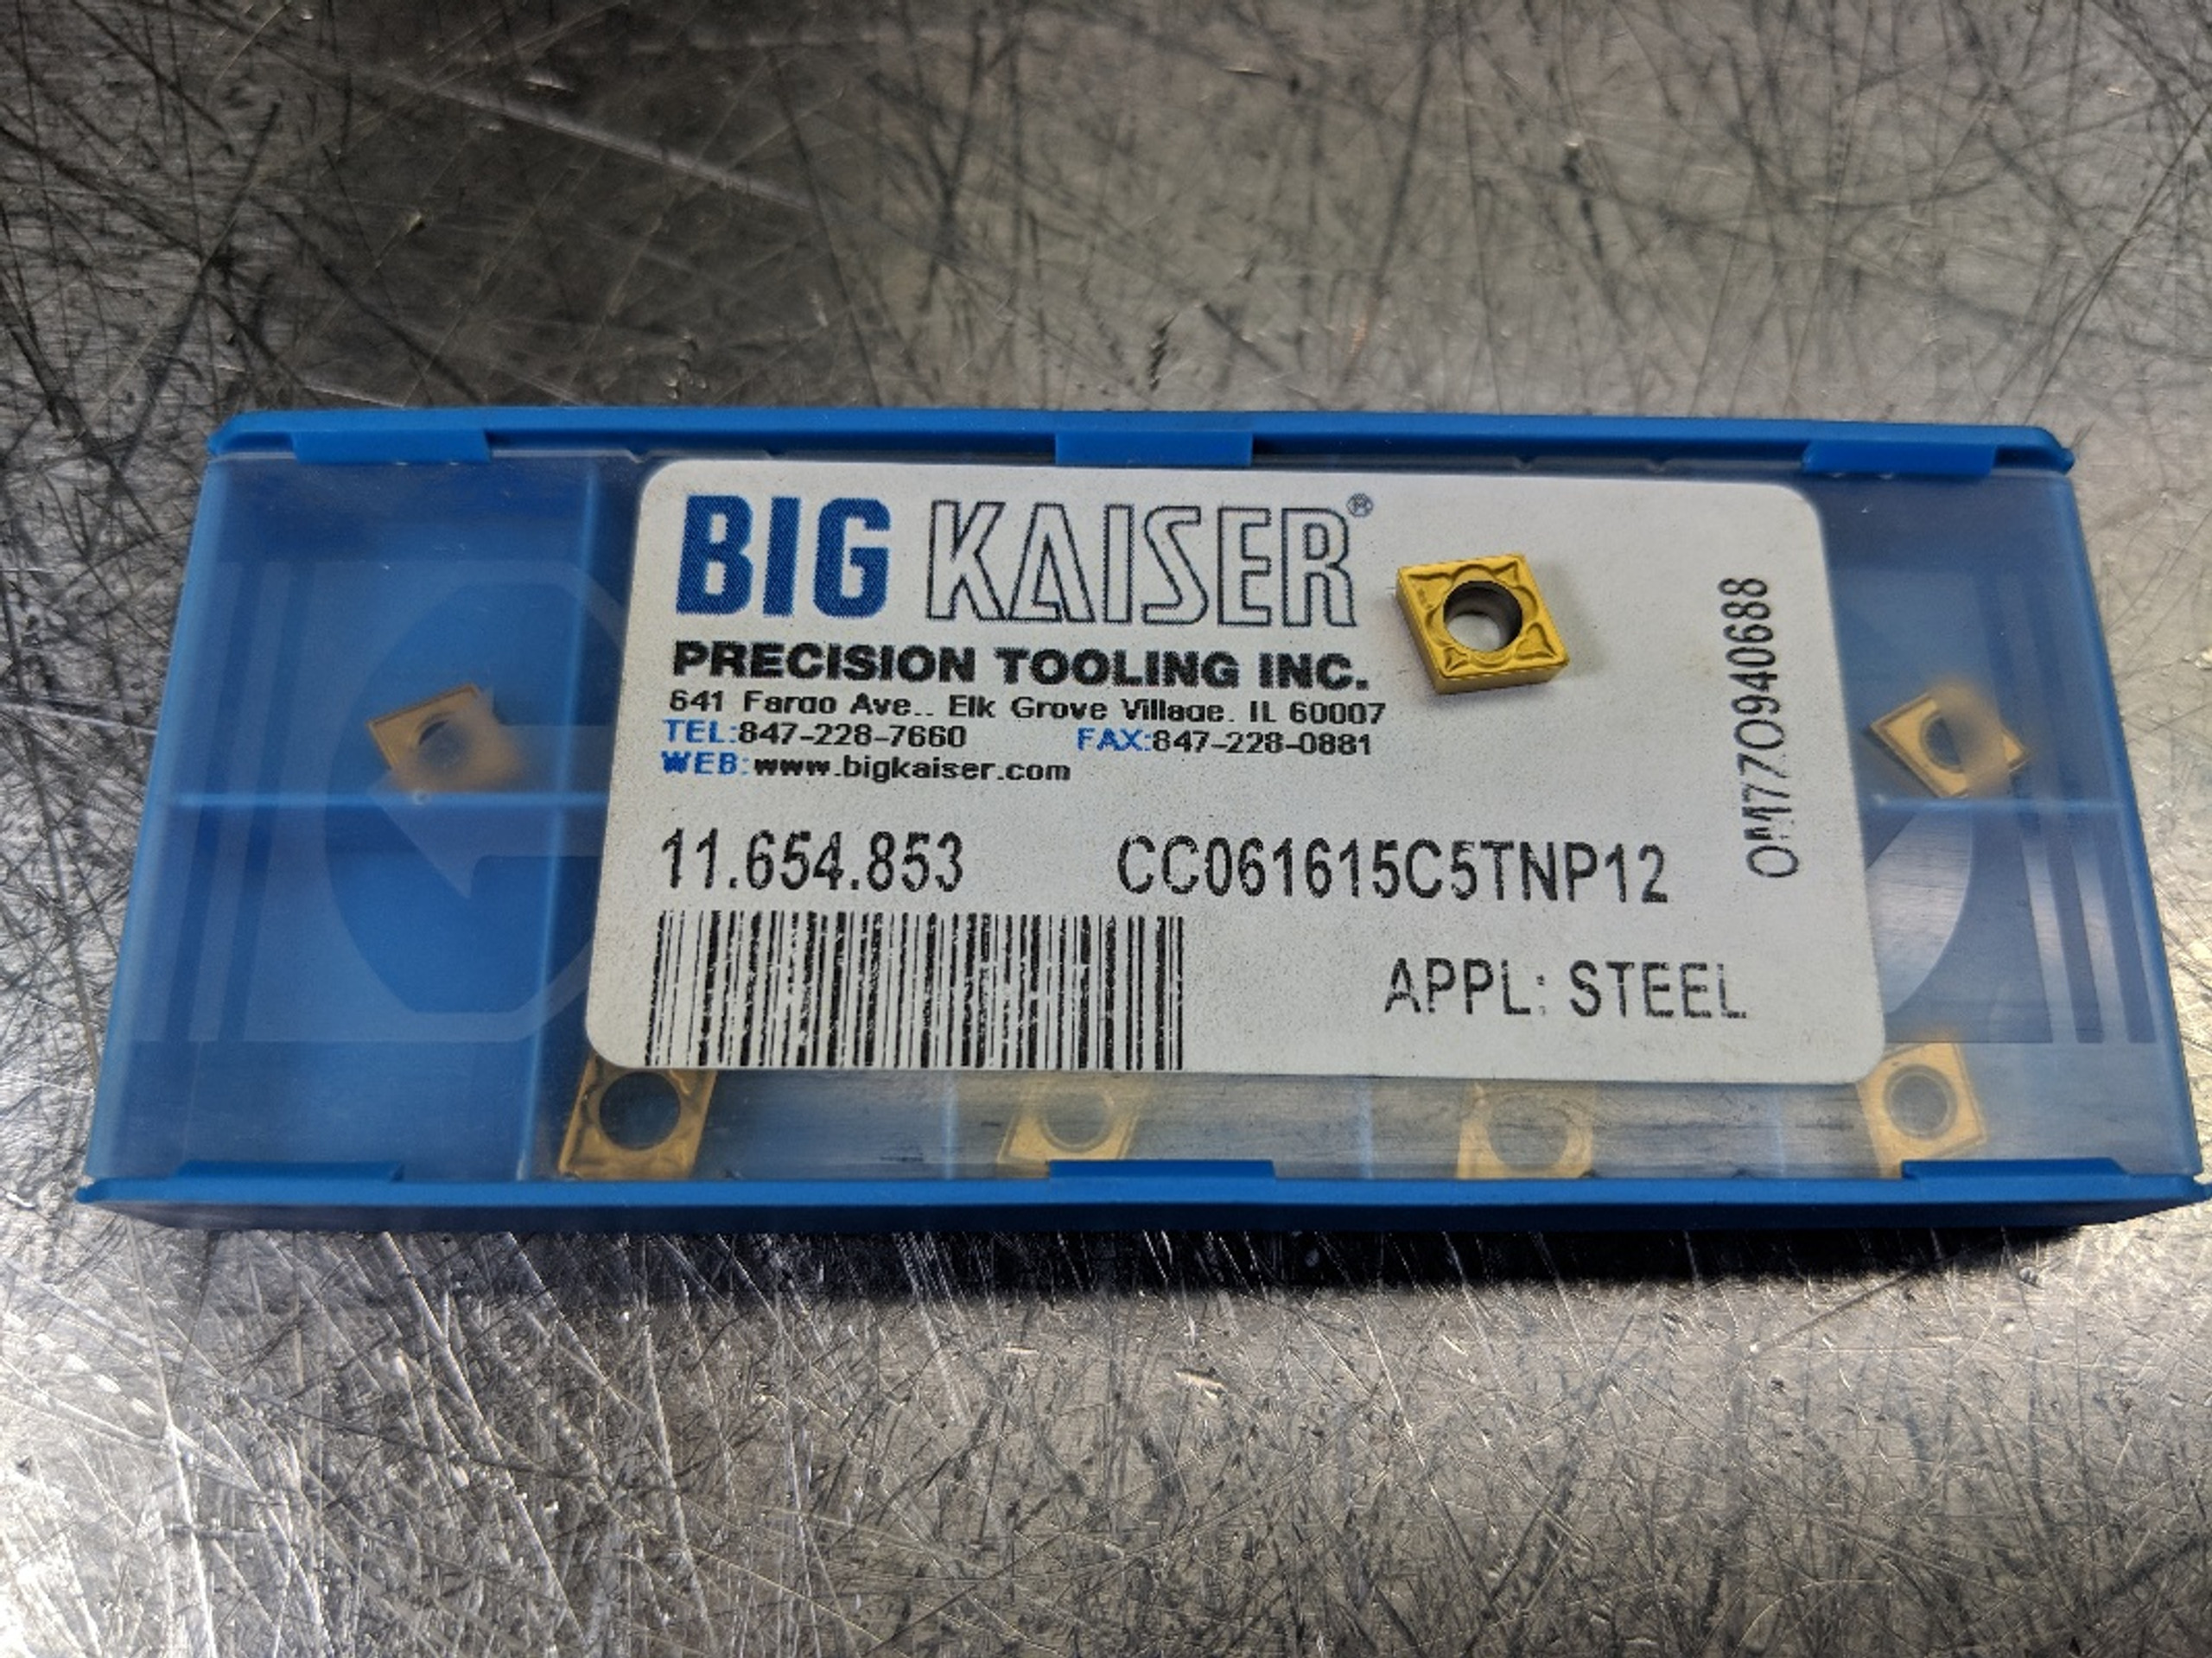 BIG KAISER®
PRECISION TOOLING INC.
641 Fargo Ave., Elk Grove Village, IL 60007
TEL:847-228-7660 FAX:847-228-0881
WEB:www.bigkaiser.com
11.654.853 CC061615C5TNP12
APPL: STEEL